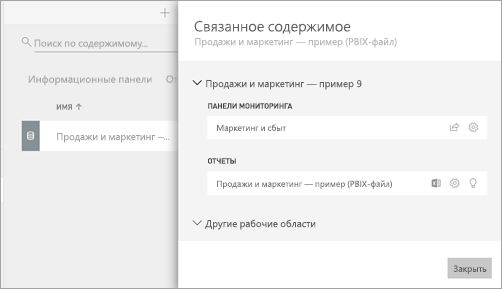 Поиск по содержимому...
Информационные панели От
ИМЯ ↑
Продажи и маркетинг —...
Связанное содержимое
Продажи и маркетинг — пример (PBIX-файл)
Продажи и маркетинг — пример 9
ПАНЕЛИ МОНИТОРИНГА
Маркетинг и сбыт
ОТЧЕТЫ
Продажи и маркетинг — пример (PBIX-файл)
Другие рабочие области
Закрыть